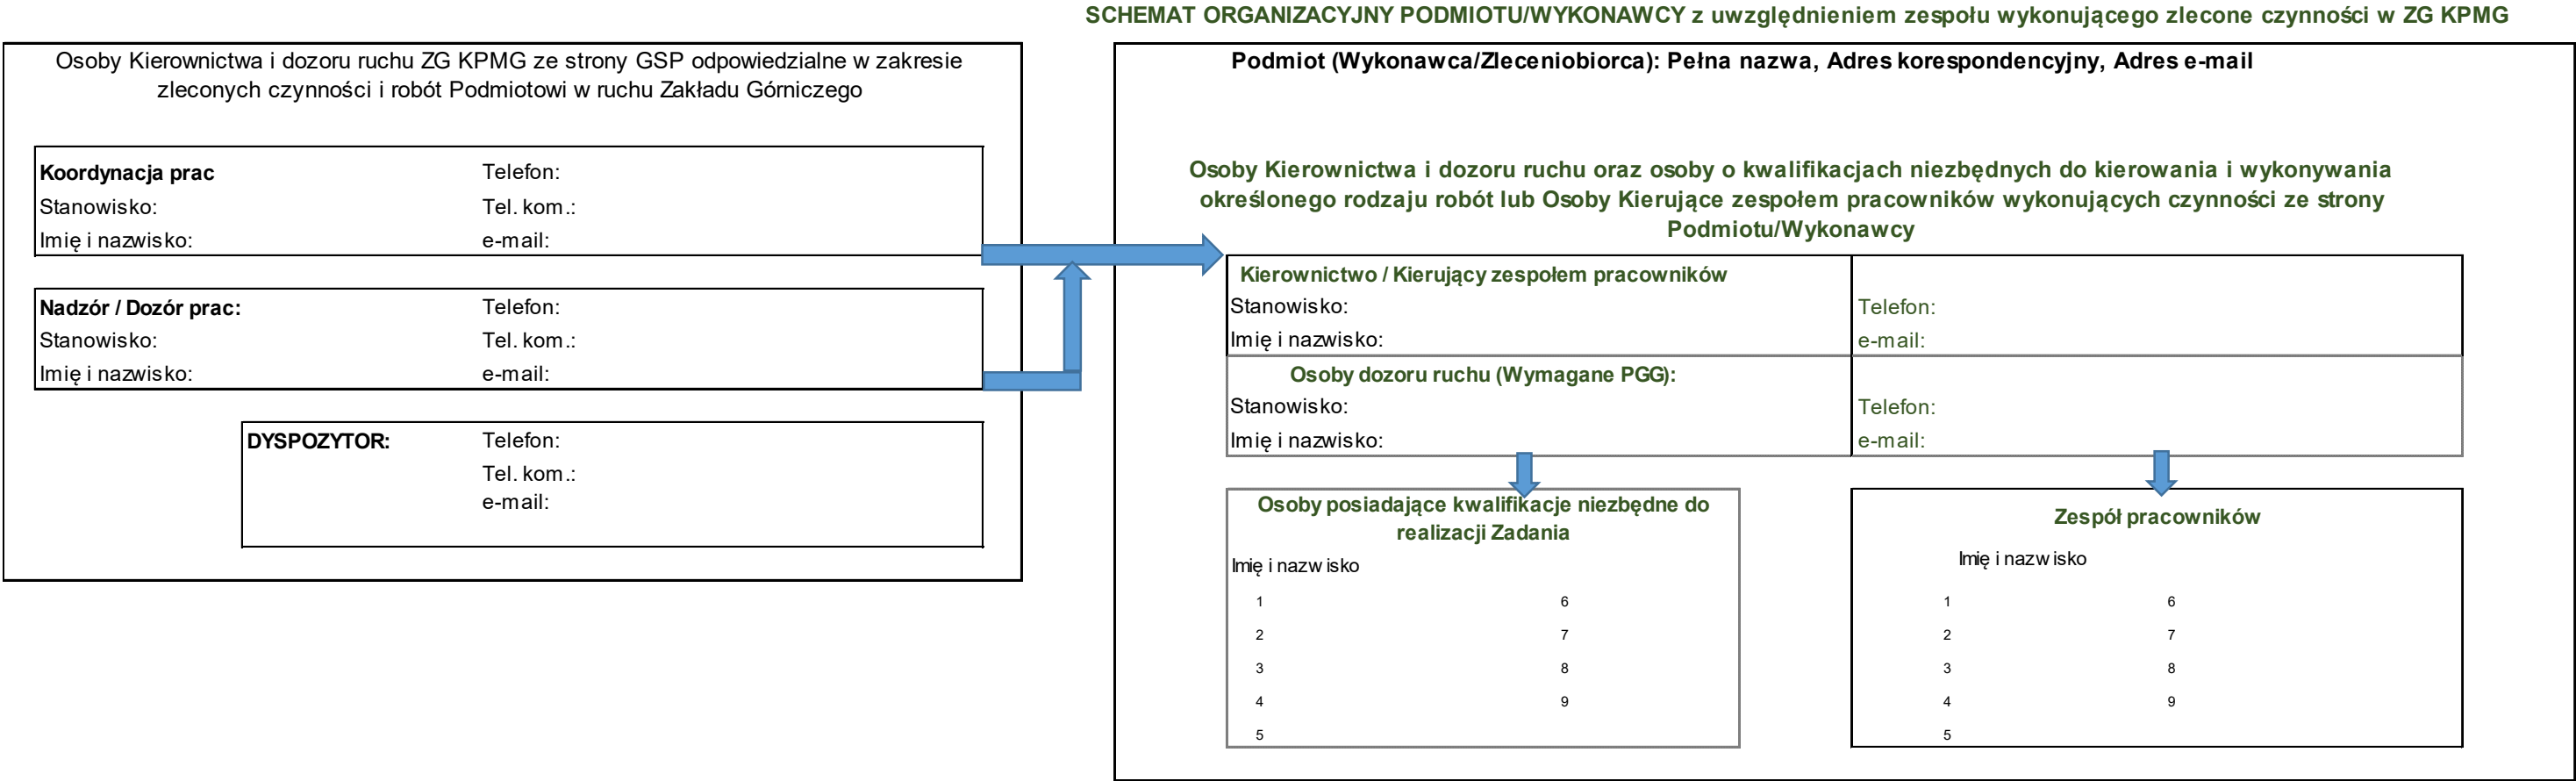 SCHEMAT ORGANIZACYJNY PODMIOTU/WYKONAWCY z uwzględnieniem zespołu wykonującego zlecone czynności w ZG KPMG
Osoby Kierownictwa i dozoru ruchu ZG KPMG ze strony GSP odpowiedzialne w zakresie
zleconych czynności i robót Podmiotowi w ruchu Zakładu Górniczego
Koordynacja prac Telefon:
Stanowisko: Tel. kom.:
Imię i nazwisko: e-mail:
Nadzór / Dozór prac: Telefon:
Stanowisko: Tel. kom.:
Imię i nazwisko: e-mail:
DYSPOZYTOR: Telefon:
Tel. kom.:
e-mail:
Podmiot (Wykonawca/Zleceniobiorca): Pełna nazwa, Adres korespondencyjny, Adres e-mail
Osoby Kierownictwa i dozoru ruchu oraz osoby o kwalifikacjach niezbędnych do kierowania i wykonywania
określonego rodzaju robót lub Osoby Kierujące zespołem pracowników wykonujących czynności ze strony
Podmiotu/Wykonawcy
Kierownictwo / Kierujący zespołem pracowników
Stanowisko: Telefon:
Imię i nazwisko: e-mail:
Osoby dozoru ruchu (Wymagane PGG):
Stanowisko: Telefon:
Imię i nazwisko: e-mail:
Osoby posiadające kwalifikacje niezbędne do
realizacji Zadania
Imię i nazwisko
1 6
2 7
3 8
4 9
5
Zespół pracowników
Imię i nazwisko
1 6
2 7
3 8
4 9
5